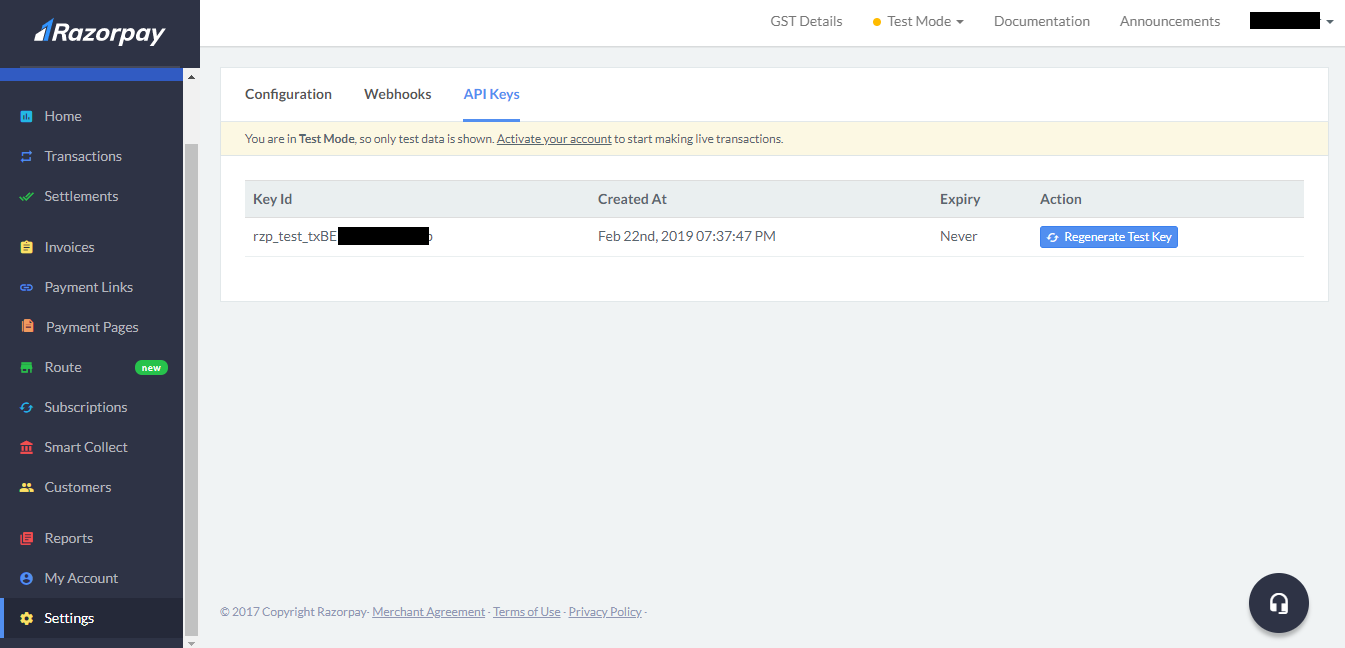 Razorpay
GST Details Test Mode Documentation Announcements
Home
Transactions
Settlements
Invoices
Payment Links
Payment Pages
Route new
Subscriptions
Smart Collect
Customers
Reports
My Account
Settings
Configuration Webhooks API Keys
You are in Test Mode, so only test data is shown. Activate your account to start making live transactions.
Key Id Created At Expiry Action
rzp_test_txBE Feb 22nd, 2019 07:37:47 PM Never Regenerate Test Key
© 2017 Copyright Razorpay· Merchant Agreement · Terms of Use · Privacy Policy ·